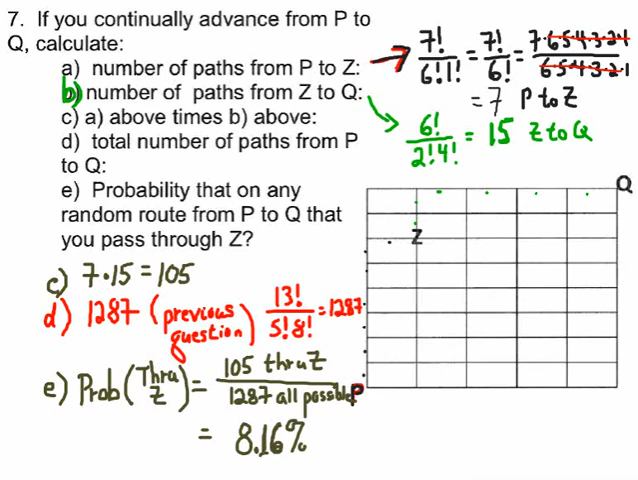 7. If you continually advance from P to
Q, calculate:
a) number of paths from P to Z:
b) number of paths from Z to Q:
c) a) above times b) above:
d) total number of paths from P
to Q:
e) Probability that on any
random route from P to Q that
you pass through Z?
7!/6!1! = 7!/6! = 7·6·5·4·3·2·1/6·5·4·3·2·1
= 7 P to Z
6!/2!4! = 15 Z to Q
Q
Z
P
c) 7·15 = 105
d) 1287 (previous question) 13!/5!8! = 1287
e) Prob(Thru Z) = 105 thru Z/1287 all possible
= 8.16%